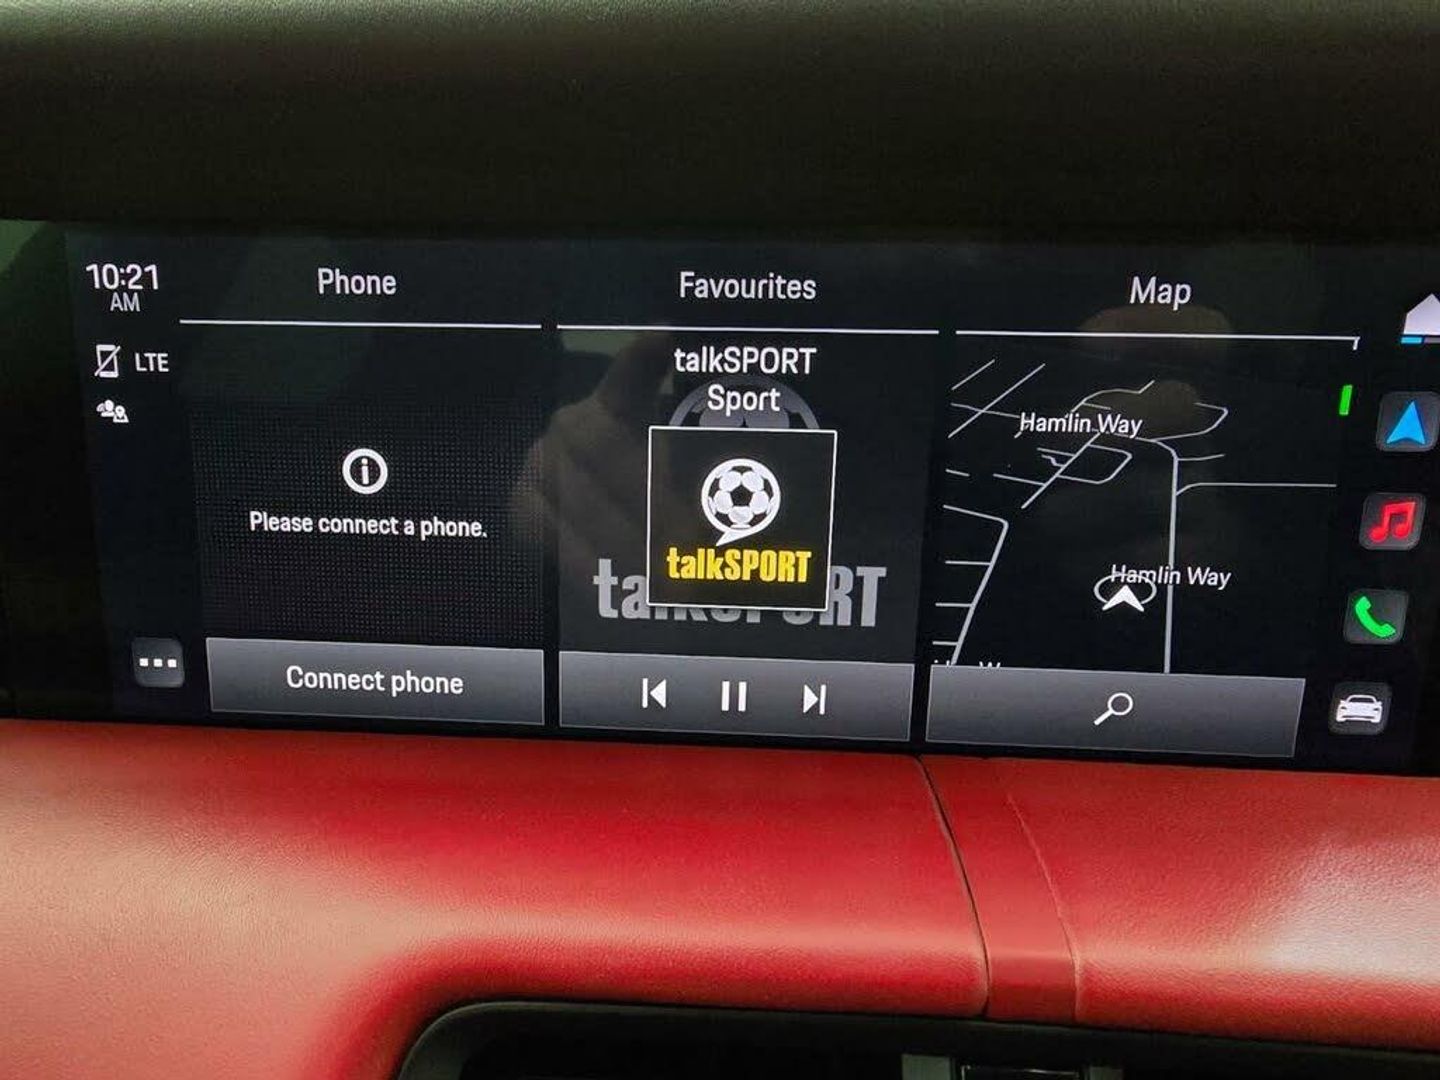 10:21
AM
LTE
Phone
Please connect a phone.
Connect phone
Favourites
talkSPORT
Sport
talkSPORT
Map
Hamlin Way
Hamlin Way